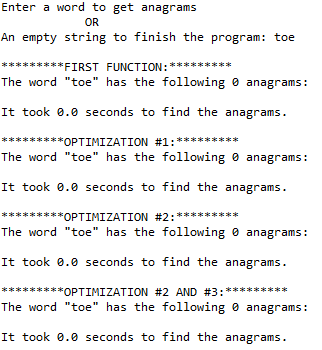 Enter a word to get anagrams
OR
An empty string to finish the program: toe
*********FIRST FUNCTION:*********
The word "toe" has the following 0 anagrams:
It took 0.0 seconds to find the anagrams.
*********OPTIMIZATION #1:*********
The word "toe" has the following 0 anagrams:
It took 0.0 seconds to find the anagrams.
*********OPTIMIZATION #2:*********
The word "toe" has the following 0 anagrams:
It took 0.0 seconds to find the anagrams.
*********OPTIMIZATION #2 AND #3:*********
The word "toe" has the following 0 anagrams:
It took 0.0 seconds to find the anagrams.